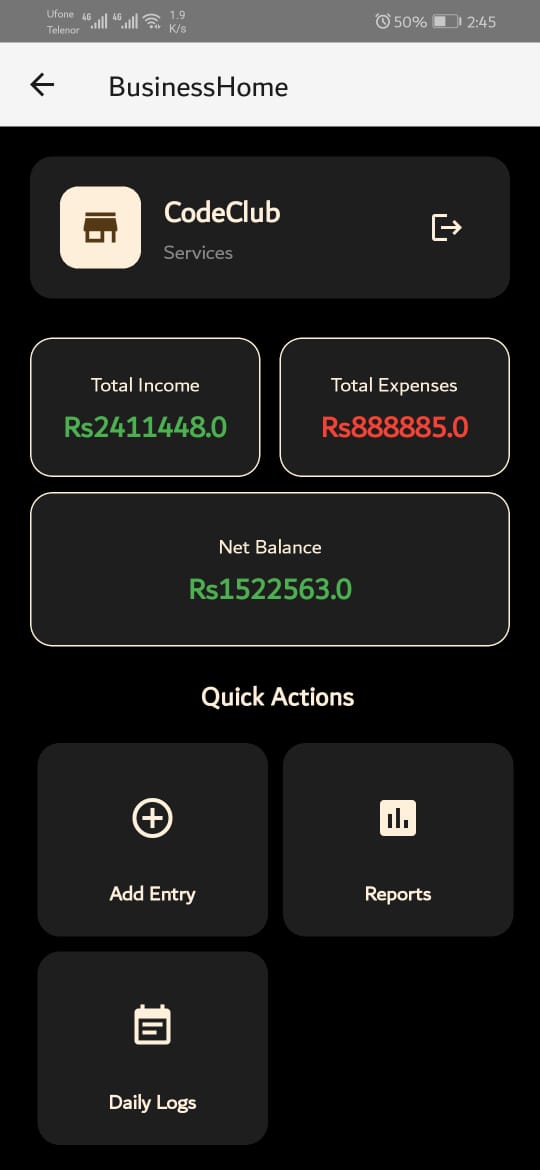 Ufone 4G 4G 1.9 50% 2:45
Telenor K/s
BusinessHome
CodeClub
Services
Total Income
Rs2411448.0
Total Expenses
Rs888885.0
Net Balance
Rs1522563.0
Quick Actions
Add Entry
Reports
Daily Logs